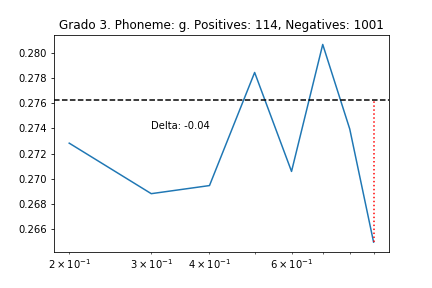 Grado 3. Phoneme: g. Positives: 114, Negatives: 1001
0.280
0.278
0.276
0.274
0.272
0.270
0.268
0.266
Delta: -0.04
2 × 10⁻¹ 3 × 10⁻¹ 4 × 10⁻¹ 6 × 10⁻¹